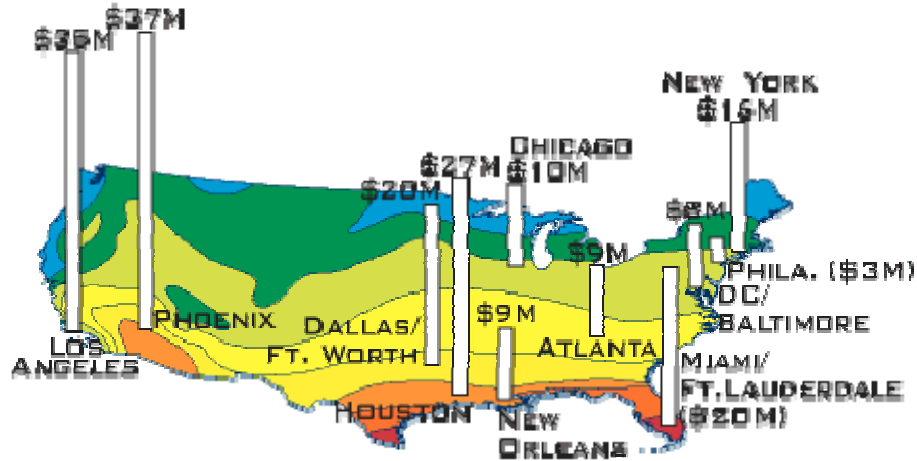 $37M
$35M
NEW YORK
$16M
CHICAGO
$10M
$27M
$20M
$8M
$9M
PHILA. ($3M)
DC/
BALTIMORE
$9M
PHOENIX
DALLAS/
FT. WORTH
LOS
ANGELES
ATLANTA
MIAMI/
FT.LAUDERDALE
($20M)
HOUSTON
NEW
ORLEANS